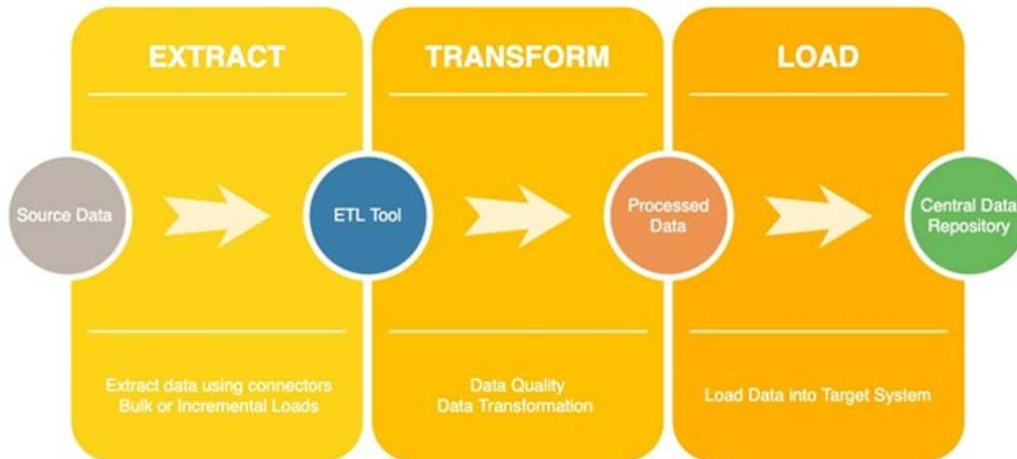 EXTRACT
TRANSFORM
LOAD
Source Data
ETL Tool
Processed
Data
Central Data
Repository
Extract data using connectors
Bulk or Incremental Loads
Data Quality
Data Transformation
Load Data into Target System